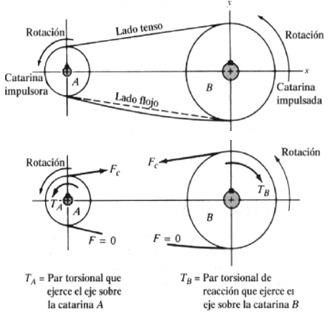 y
Rotación
Lado tenso
Rotación
A
B
x
Catarina
impulsora
Lado flojo
Catarina
impulsada
Rotación
Fc
Fc
Rotación
TA
A
TB
B
F = 0
F = 0
TA = Par torsional que
ejerce el eje sobre
la catarina A
TB = Par torsional de
reacción que ejerce el
eje sobre la catarina B